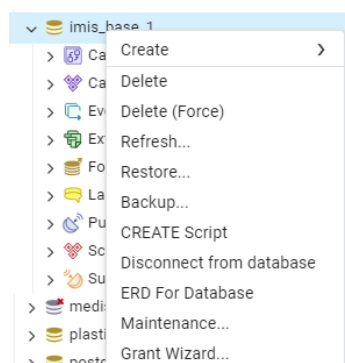 imis_base_1
Create
Ca
Delete
Ca
Delete (Force)
Ev
Refresh...
Ex
Restore...
Fo
Backup...
La
CREATE Script
Pu
Disconnect from database
Sc
ERD For Database
Su
Maintenance...
medi
Grant Wizard...
plasti